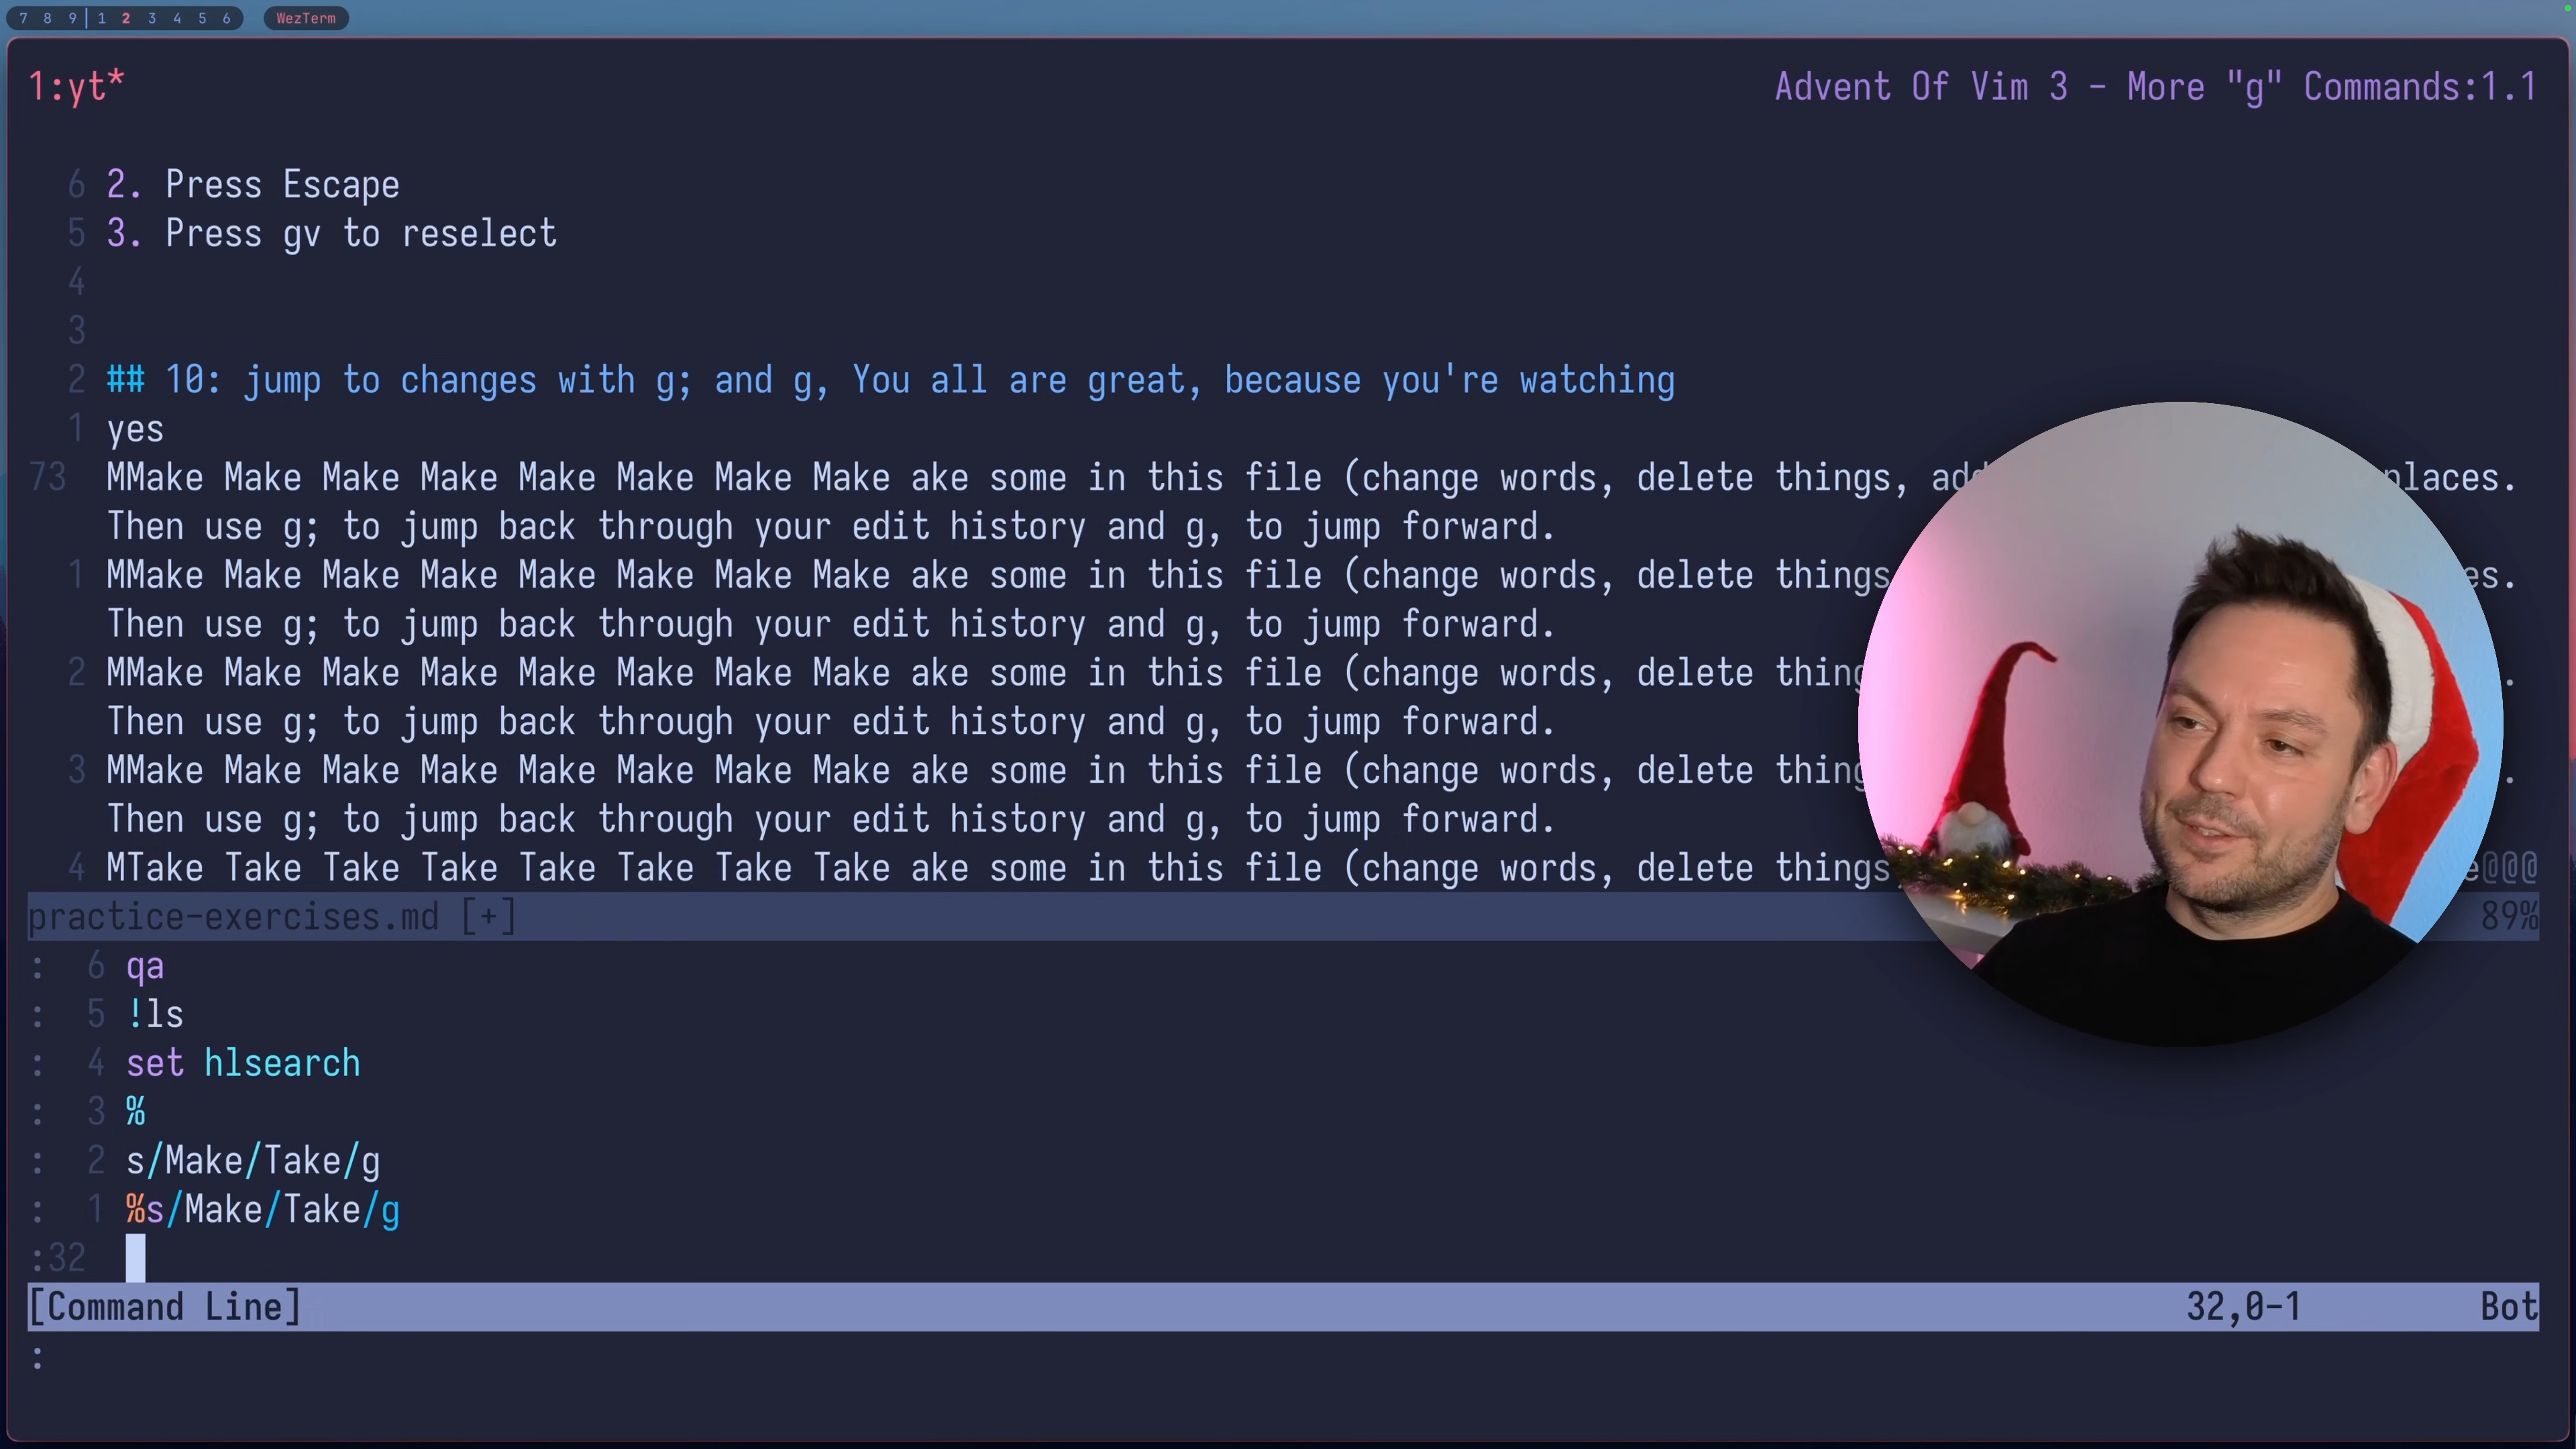 7 8 9 | 1 2 3 4 5 6 WezTerm
1:yt* Advent Of Vim 3 - More "g" Commands:1.1
6 2. Press Escape
5 3. Press gv to reselect
4
3
2 ## 10: jump to changes with g; and g, You all are great, because you're watching
1 yes
73 MMake Make Make Make Make Make Make Make ake some in this file (change words, delete things, places.
Then use g; to jump back through your edit history and g, to jump forward.
1 MMake Make Make Make Make Make Make Make ake some in this file (change words, delete things
Then use g; to jump back through your edit history and g, to jump forward.
2 MMake Make Make Make Make Make Make Make ake some in this file (change words, delete
Then use g; to jump back through your edit history and g, to jump forward.
3 MMake Make Make Make Make Make Make Make ake some in this file (change words, delete
Then use g; to jump back through your edit history and g, to jump forward.
4 MTake Take Take Take Take Take Take Take ake some in this file (change words, delete things @@@
practice-exercises.md [+] 89%
: 6 qa
: 5 !ls
: 4 set hlsearch
: 3 %
: 2 s/Make/Take/g
: 1 %s/Make/Take/g
:32
[Command Line] 32,0-1 Bot
: